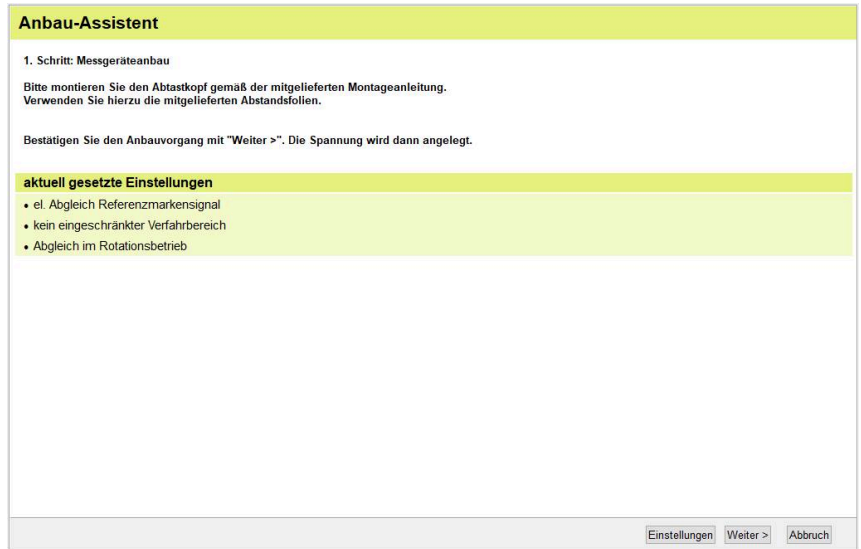 Anbau-Assistent
1. Schritt: Messgeräteanbau
Bitte montieren Sie den Abtastkopf gemäß der mitgelieferten Montageanleitung.
Verwenden Sie hierzu die mitgelieferten Abstandsfolien.
Bestätigen Sie den Anbauvorgang mit "Weiter >". Die Spannung wird dann angelegt.
aktuell gesetzte Einstellungen
• el. Abgleich Referenzmarkensignal
• kein eingeschränkter Verfahrbereich
• Abgleich im Rotationsbetrieb
Einstellungen Weiter > Abbruch